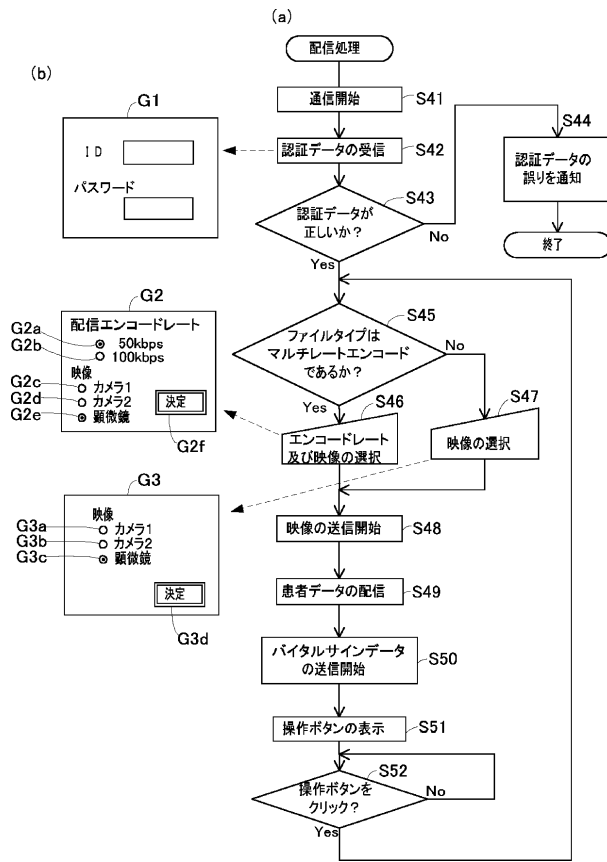 (a)
配信処理
通信開始
S41
認証データの受信
S42
認証データが
正しいか？
S43
No
Yes
S44
認証データの
誤りを通知
終了
ファイルタイプは
マルチレートエンコード
であるか？
S45
No
Yes
S46
エンコードレート
及び映像の選択
S47
映像の選択
映像の送信開始
S48
患者データの配信
S49
バイタルサインデータ
の送信開始
S50
操作ボタンの表示
S51
操作ボタンを
クリック？
S52
No
Yes
(b)
G1
ID
パスワード
G2
配信エンコードレート
G2a
50kbps
G2b
100kbps
映像
G2c
カメラ1
G2d
カメラ2
G2e
顕微鏡
決定
G2f
G3
映像
G3a
カメラ1
G3b
カメラ2
G3c
顕微鏡
決定
G3d